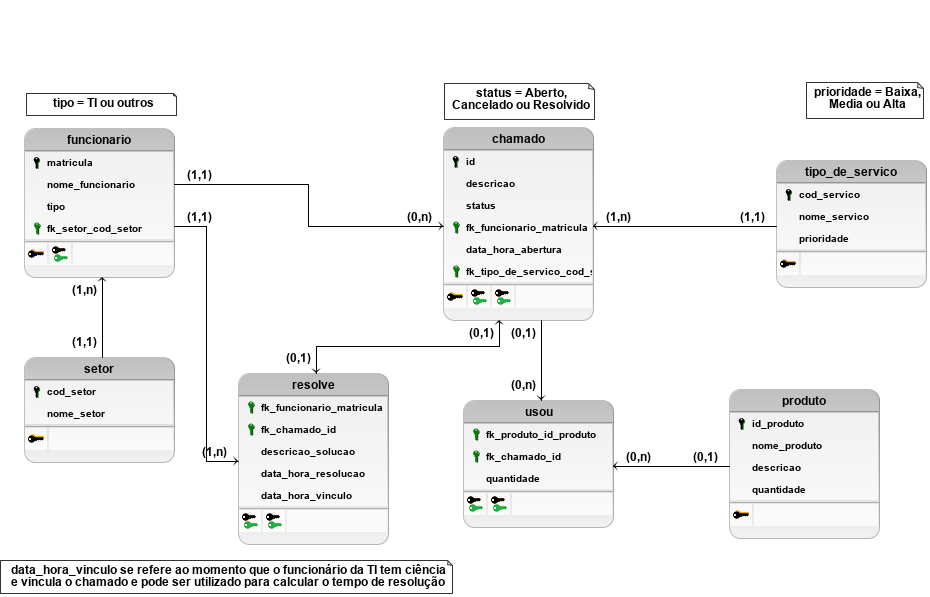 tipo = TI ou outros
status = Aberto,
Cancelado ou Resolvido
prioridade = Baixa,
Media ou Alta
funcionario
matricula
nome_funcionario
tipo
fk_setor_cod_setor
(1,1)
(1,1)
(0,n)
chamado
id
descricao
status
fk_funcionario_matricula
data_hora_abertura
fk_tipo_de_servico_cod_s
(1,n)
(1,1)
tipo_de_servico
cod_servico
nome_servico
prioridade
(1,n)
(1,1)
setor
cod_setor
nome_setor
(1,n)
(0,1)
(0,1)
resolve
fk_funcionario_matricula
fk_chamado_id
descricao_solucao
data_hora_resolucao
data_hora_vinculo
(0,1)
(0,n)
usou
fk_produto_id_produto
fk_chamado_id
quantidade
(0,n)
(0,1)
produto
id_produto
nome_produto
descricao
quantidade
data_hora_vinculo se refere ao momento que o funcionário da TI tem ciência
e vincula o chamado e pode ser utilizado para calcular o tempo de resolução